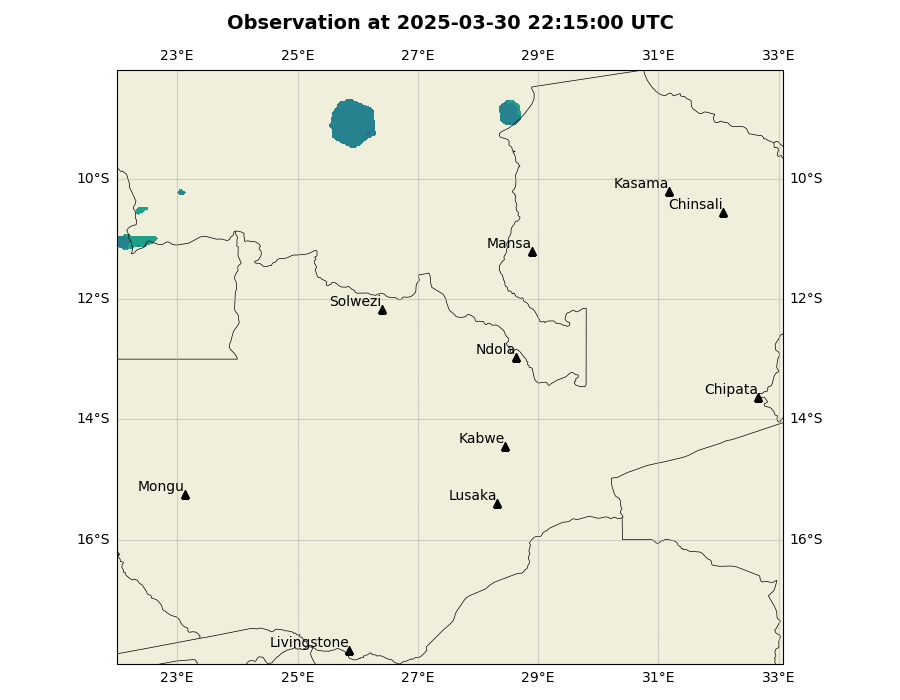 Observation at 2025-03-30 22:15:00 UTC
23°E 25°E 27°E 29°E 31°E 33°E
10°S 10°S
Kasama
Chinsali
Mansa
12°S 12°S
Solwezi
Ndola
Chipata
14°S 14°S
Kabwe
Mongu
Lusaka
16°S 16°S
Livingstone
23°E 25°E 27°E 29°E 31°E 33°E